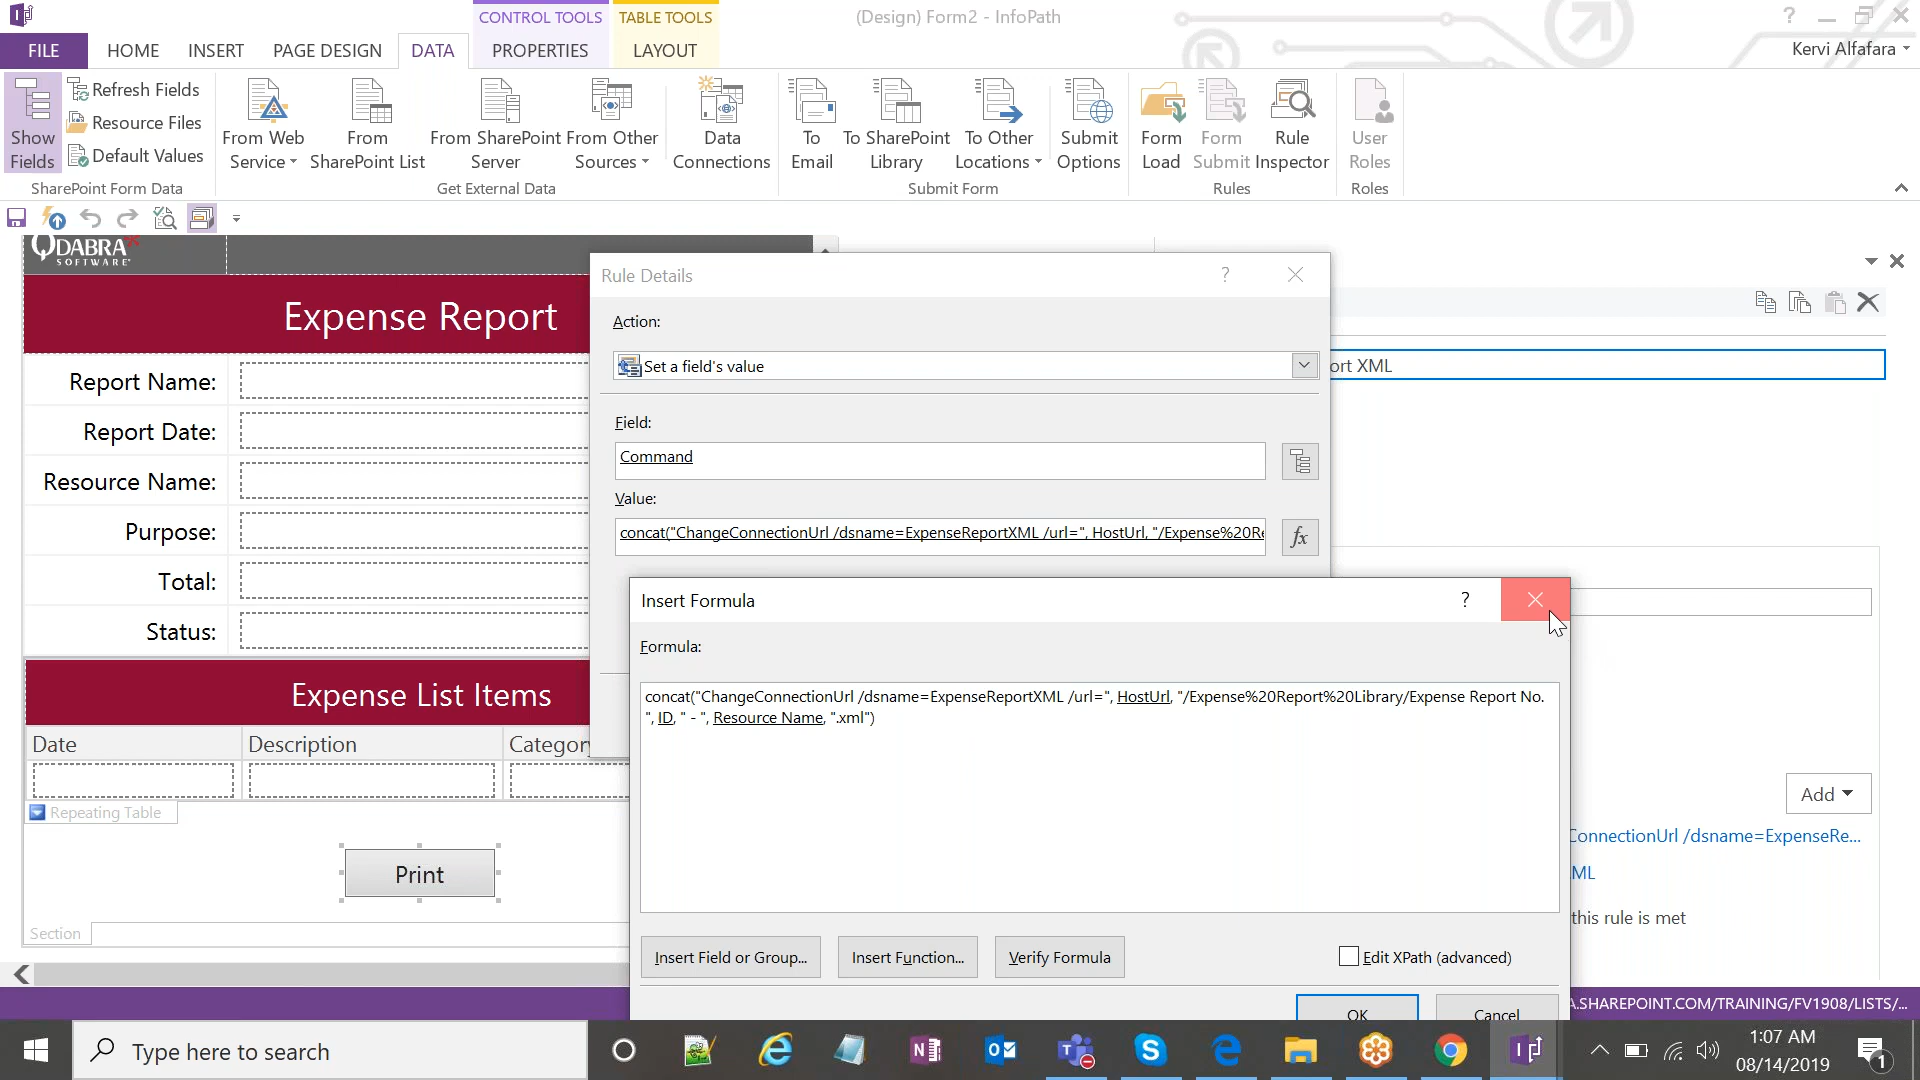 CONTROL TOOLS TABLE TOOLS (Design) Form2 - InfoPath ?
FILE HOME INSERT PAGE DESIGN DATA PROPERTIES LAYOUT Kervi Alfafara
Show Fields
Refresh Fields
Resource Files
Default Values
SharePoint Form Data
From Web Service
From SharePoint List
From SharePoint Server
From Other Sources
Data Connections
Get External Data
To Email
To SharePoint Library
To Other Locations
Submit Options
Submit Form
Form Load
Form Submit
Rule Inspector
Rules
User Roles
Roles
QDABRA
SOFTWARE
Expense Report
Report Name:
Report Date:
Resource Name:
Purpose:
Total:
Status:
Expense List Items
Date Description Category
Repeating Table
Print
Section
Rule Details ?
Action:
Set a field's value
Field:
Command
Value:
concat("ChangeConnectionUrl /dsname=ExpenseReportXML /url=", HostUrl, "/Expense%20Re
fx
ort XML
Insert Formula ?
Formula:
concat("ChangeConnectionUrl /dsname=ExpenseReportXML /url=", HostUrl, "/Expense%20Report%20Library/Expense Report No.
", ID, " - ", Resource Name, ".xml")
Insert Field or Group... Insert Function... Verify Formula Edit XPath (advanced)
OK Cancel
Add
ConnectionUrl /dsname=ExpenseRe...
ML
this rule is met
A.SHAREPOINT.COM/TRAINING/FV1908/LISTS/...
Type here to search
1:07 AM
08/14/2019
1